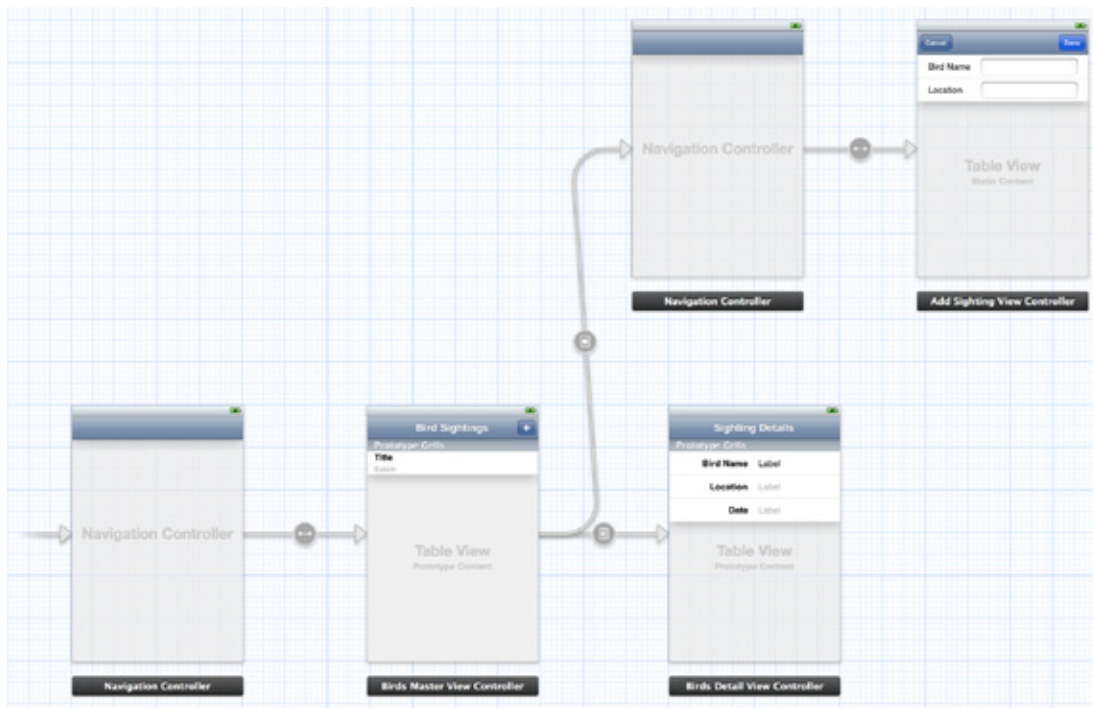 Cancel
Done
Bird Name
Location
Navigation Controller
Table View
Static Content
Navigation Controller
Add Sighting View Controller
Bird Sightings
+
Sighting Details
Prototype Cells
Prototype Cells
Title
Subtitle
Bird Name Label
Location Label
Date Label
Navigation Controller
Table View
Prototype Content
Table View
Prototype Content
Navigation Controller
Birds Master View Controller
Birds Detail View Controller